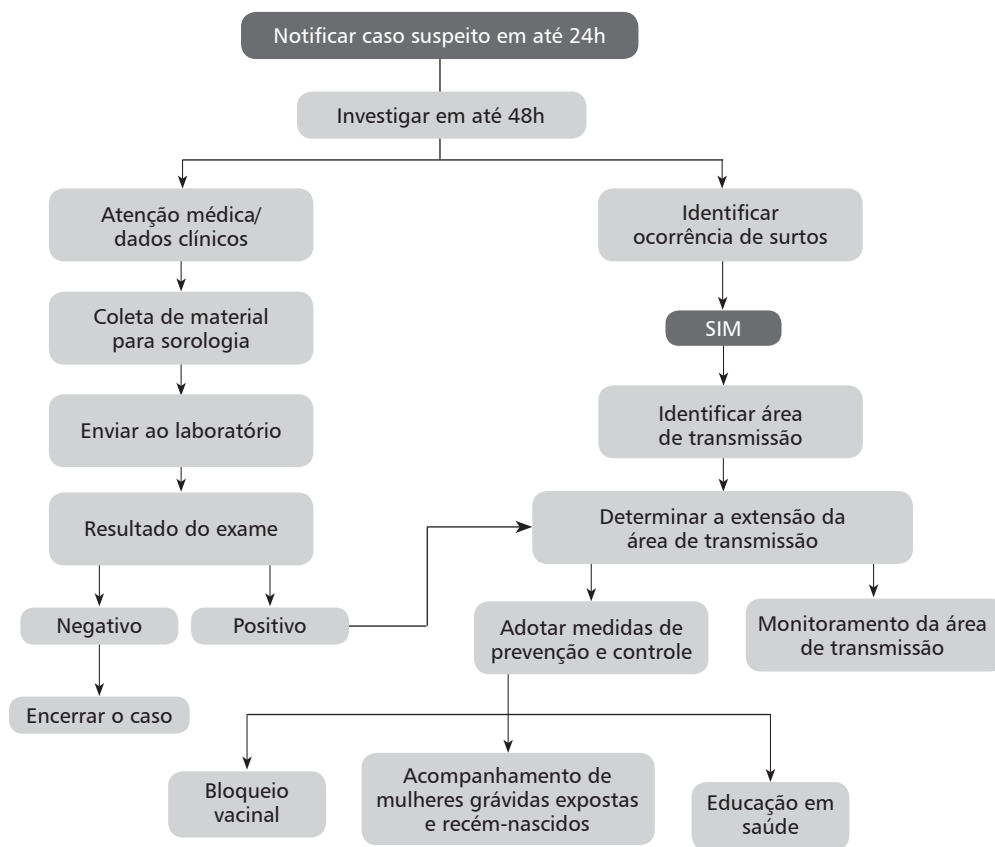 Notificar caso suspeito em até 24h
Investigar em até 48h
Atenção médica/
dados clínicos
Identificar
ocorrência de surtos
Coleta de material
para sorologia
SIM
Enviar ao laboratório
Identificar área
de transmissão
Resultado do exame
Determinar a extensão da
área de transmissão
Negativo
Positivo
Adotar medidas de
prevenção e controle
Monitoramento da área
de transmissão
Encerrar o caso
Bloqueio
vacinal
Acompanhamento de
mulheres grávidas expostas
e recém-nascidos
Educação em
saúde